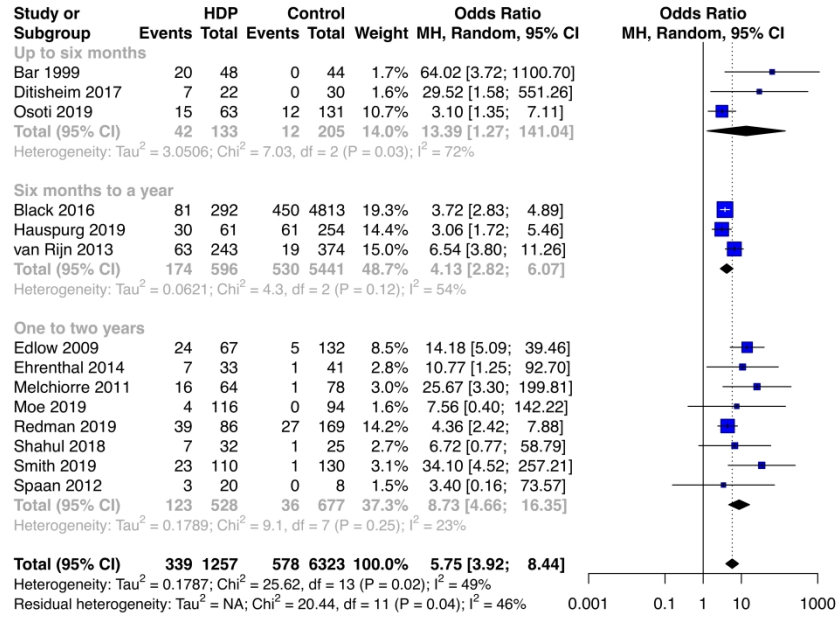 Study or HDP Control Odds Ratio Odds Ratio
Subgroup Events Total Events Total Weight MH, Random, 95% CI MH, Random, 95% CI
Up to six months
Bar 1999 20 48 0 44 1.7% 64.02 [3.72; 1100.70]
Ditisheim 2017 7 22 0 30 1.6% 29.52 [1.58; 551.26]
Osoti 2019 15 63 12 131 10.7% 3.10 [1.35; 7.11]
Total (95% CI) 42 133 12 205 14.0% 13.39 [1.27; 141.04]
Heterogeneity: Tau² = 3.0506; Chi² = 7.03, df = 2 (P = 0.03); I² = 72%
Six months to a year
Black 2016 81 292 450 4813 19.3% 3.72 [2.83; 4.89]
Hauspurg 2019 30 61 61 254 14.4% 3.06 [1.72; 5.46]
van Rijn 2013 63 243 19 374 15.0% 6.54 [3.80; 11.26]
Total (95% CI) 174 596 530 5441 48.7% 4.13 [2.82; 6.07]
Heterogeneity: Tau² = 0.0621; Chi² = 4.3, df = 2 (P = 0.12); I² = 54%
One to two years
Edlow 2009 24 67 5 132 8.5% 14.18 [5.09; 39.46]
Ehrenthal 2014 7 33 1 41 2.8% 10.77 [1.25; 92.70]
Melchiorre 2011 16 64 1 78 3.0% 25.67 [3.30; 199.81]
Moe 2019 4 116 0 94 1.6% 7.56 [0.40; 142.22]
Redman 2019 39 86 27 169 14.2% 4.36 [2.42; 7.88]
Shahul 2018 7 32 1 25 2.7% 6.72 [0.77; 58.79]
Smith 2019 23 110 1 130 3.1% 34.10 [4.52; 257.21]
Spaan 2012 3 20 0 8 1.5% 3.40 [0.16; 73.57]
Total (95% CI) 123 528 36 677 37.3% 8.73 [4.66; 16.35]
Heterogeneity: Tau² = 0.1789; Chi² = 9.1, df = 7 (P = 0.25); I² = 23%
Total (95% CI) 339 1257 578 6323 100.0% 5.75 [3.92; 8.44]
Heterogeneity: Tau² = 0.1787; Chi² = 25.62, df = 13 (P = 0.02); I² = 49%
Residual heterogeneity: Tau² = NA; Chi² = 20.44, df = 11 (P = 0.04); I² = 46% 0.001 0.1 1 10 1000